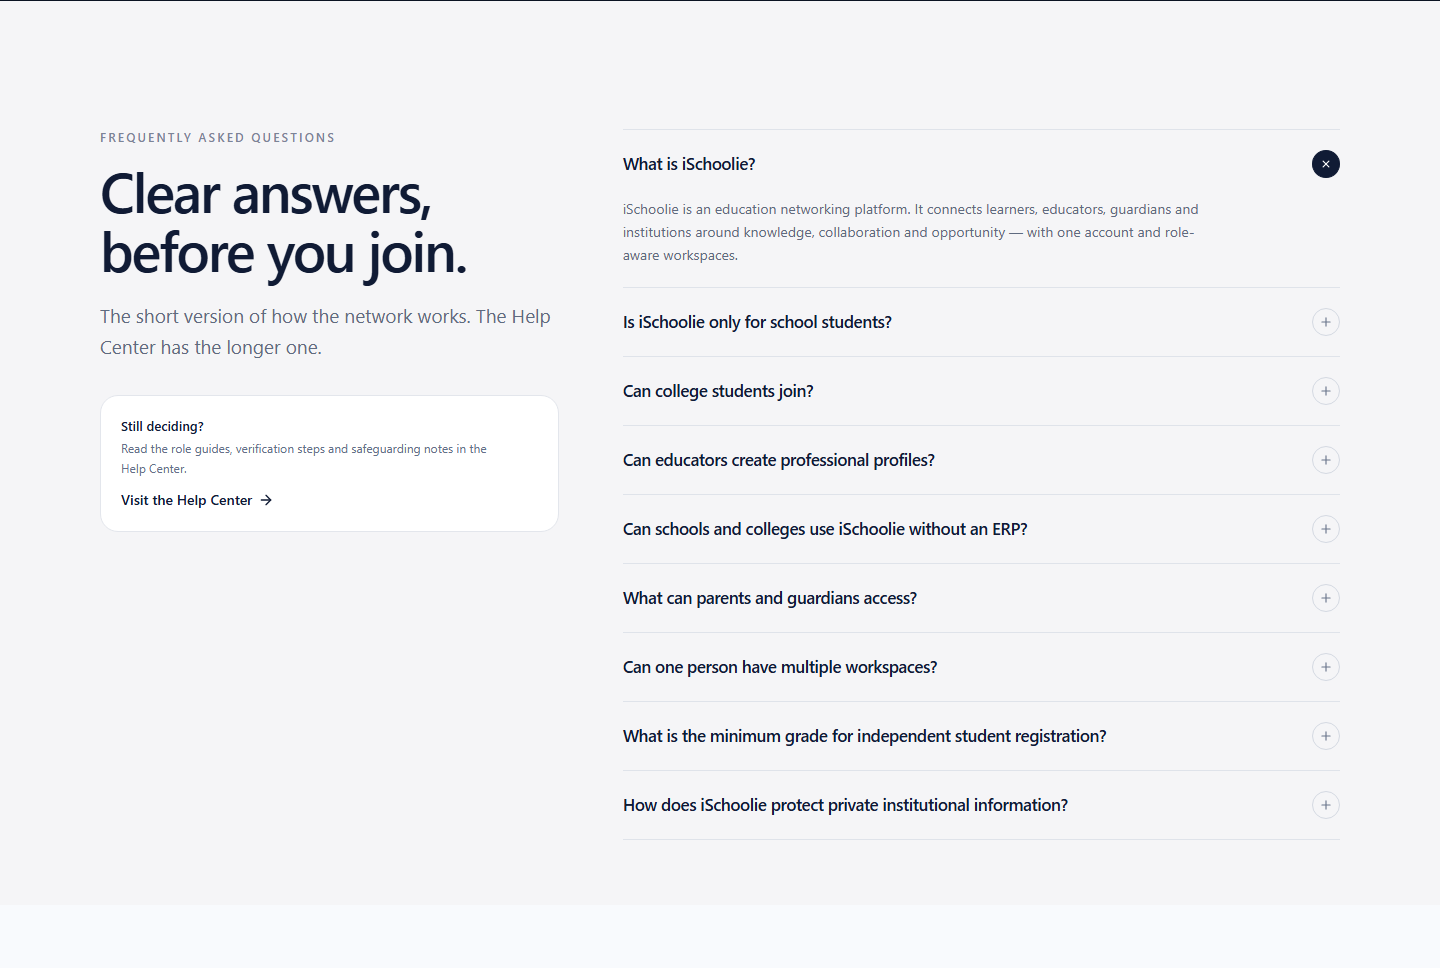 FREQUENTLY ASKED QUESTIONS
Clear answers,
before you join.
The short version of how the network works. The Help
Center has the longer one.
Still deciding?
Read the role guides, verification steps and safeguarding notes in the
Help Center.
Visit the Help Center →
What is iSchoolie?
iSchoolie is an education networking platform. It connects learners, educators, guardians and
institutions around knowledge, collaboration and opportunity — with one account and role-
aware workspaces.
Is iSchoolie only for school students?
Can college students join?
Can educators create professional profiles?
Can schools and colleges use iSchoolie without an ERP?
What can parents and guardians access?
Can one person have multiple workspaces?
What is the minimum grade for independent student registration?
How does iSchoolie protect private institutional information?